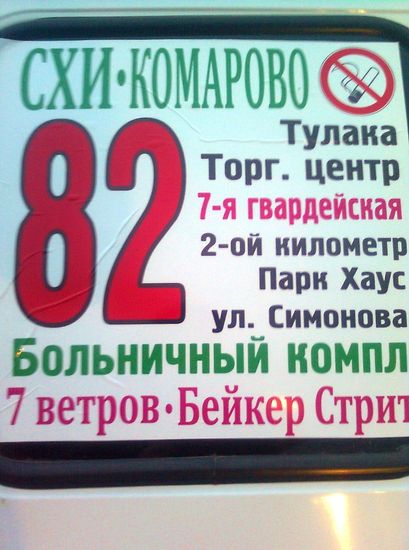 СХИ·КОМАРОВО
82
Тулака
Торг. центр
7-я гвардейская
2-ой километр
Парк Хаус
ул. Симонова
Больничный компл
7 ветров·Бейкер Стрит